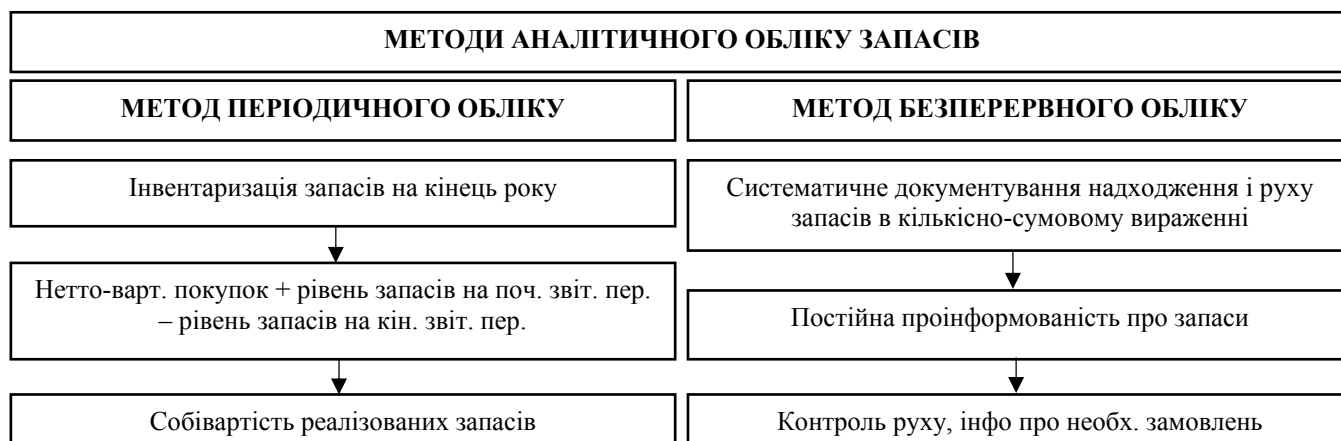 МЕТОДИ АНАЛІТИЧНОГО ОБЛІКУ ЗАПАСІВ
МЕТОД ПЕРІОДИЧНОГО ОБЛІКУ
Інвентаризація запасів на кінець року
Нетто-варт. покупок + рівень запасів на поч. звіт. пер.
– рівень запасів на кін. звіт. пер.
Собівартість реалізованих запасів
МЕТОД БЕЗПЕРЕРВНОГО ОБЛІКУ
Систематичне документування надходження і руху
запасів в кількісно-сумовому вираженні
Постійна проінформованість про запаси
Контроль руху, інфо про необх. замовлень